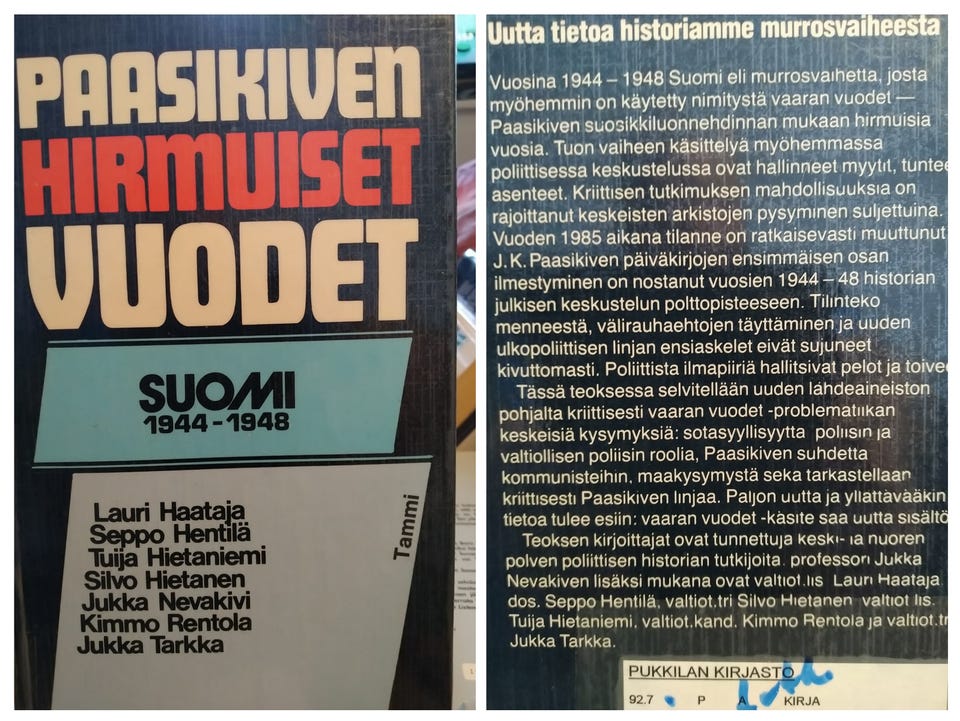 PAASIKIVEN
HIRMUISET
VUODET
SUOMI
1944-1948
Lauri Haataja
Seppo Hentilä
Tuija Hietaniemi
Silvo Hietanen
Jukka Nevakivi
Kimmo Rentola
Jukka Tarkka
Tammi
Uutta tietoa historiamme murrosvaiheesta
Vuosina 1944 – 1948 Suomi eli murrosvaihetta, josta
myöhemmin on käytetty nimitystä vaaran vuodet —
Paasikiven suosikkiluonnehdinnan mukaan hirmuisia
vuosia. Tuon vaiheen käsittelyä myöhemmassa
poliittisessa keskustelussa ovat hallinneet myytit, tuntee
asenteet. Kriittisen tutkimuksen mahdollisuuksia on
rajoittanut keskeisten arkistojen pysyminen suljettuina.
Vuoden 1985 aikana tilanne on ratkaisevasti muuttunut
J.K. Paasikiven päiväkirjojen ensimmäisen osan
ilmestyminen on nostanut vuosien 1944 – 48 historian
julkisen keskustelun polttopisteeseen. Tilinteko
menneestä, välirauhaehtojen täyttäminen ja uuden
ulkopoliittisen linjan ensiaskelet eivät sujuneet
kivuttomasti. Poliittista ilmapiiriä hallitsivat pelot ja toivee
Tässä teoksessa selvitellään uuden lähdeaineiston
pohjalta kriittisesti vaaran vuodet -problematiikan
keskeisiä kysymyksiä: sotasyyllisyyttä poliisin ja
valtiollisen poliisin roolia, Paasikiven suhdetta
kommunisteihin, maakysymystä seka tarkastellaan
kriittisesti Paasikiven linjaa. Paljon uutta ja yllättävääkin
tietoa tulee esiin: vaaran vuodet -käsite saa uutta sisältö
Teoksen kirjoittajat ovat tunnettuja keski- ja nuoren
polven poliittisen historian tutkijoita. professori Jukka
Nevakiven lisäksi mukana ovat valtiot.lis Lauri Haataja
dos. Seppo Hentilä, valtiot.tri Silvo Hietanen valtiot lis.
Tuija Hietaniemi, valtiot.kand. Kimmo Rentola ja valtiot.tr
Jukka Tarkka.
PUKKILAN KIRJASTO
92.7 P A KIRJA